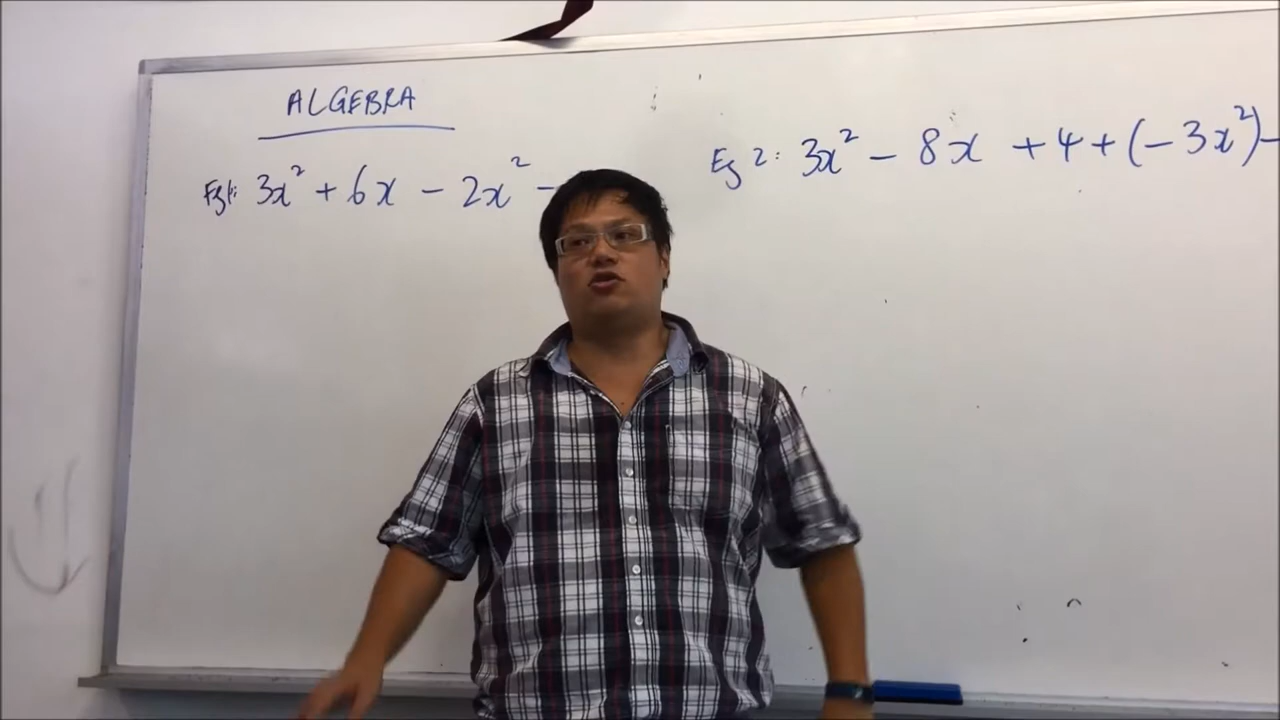 ALGEBRA
Eg1: 3x² + 6x - 2x² -
Eg 2: 3x² - 8x + 4 + (-3x²) -